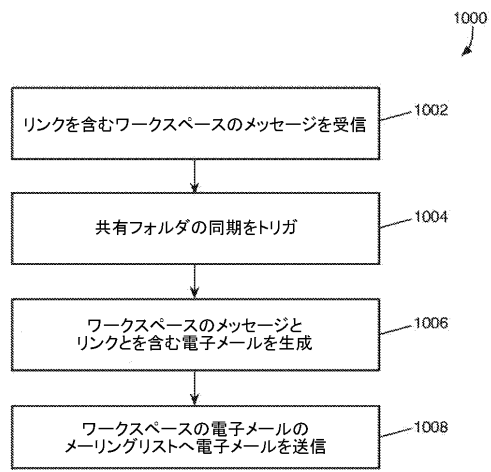 1000
リンクを含むワークスペースのメッセージを受信
1002
共有フォルダの同期をトリガ
1004
ワークスペースのメッセージと
リンクとを含む電子メールを生成
1006
ワークスペースの電子メールの
メーリングリストへ電子メールを送信
1008